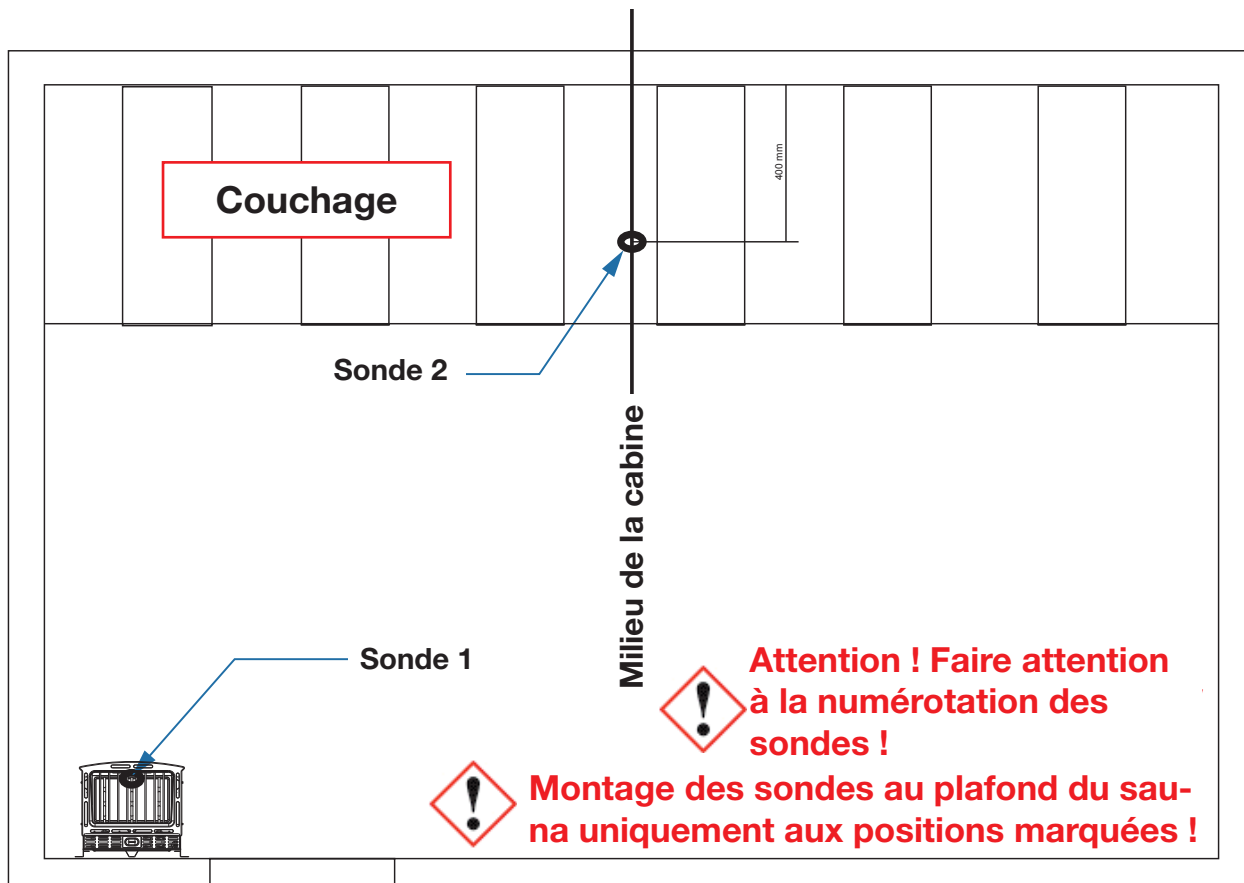 400 mm
Couchage
Sonde 2
Milieu de la cabine
Sonde 1
Attention ! Faire attention
à la numérotation des
sondes !
Montage des sondes au plafond du sau-
na uniquement aux positions marquées !